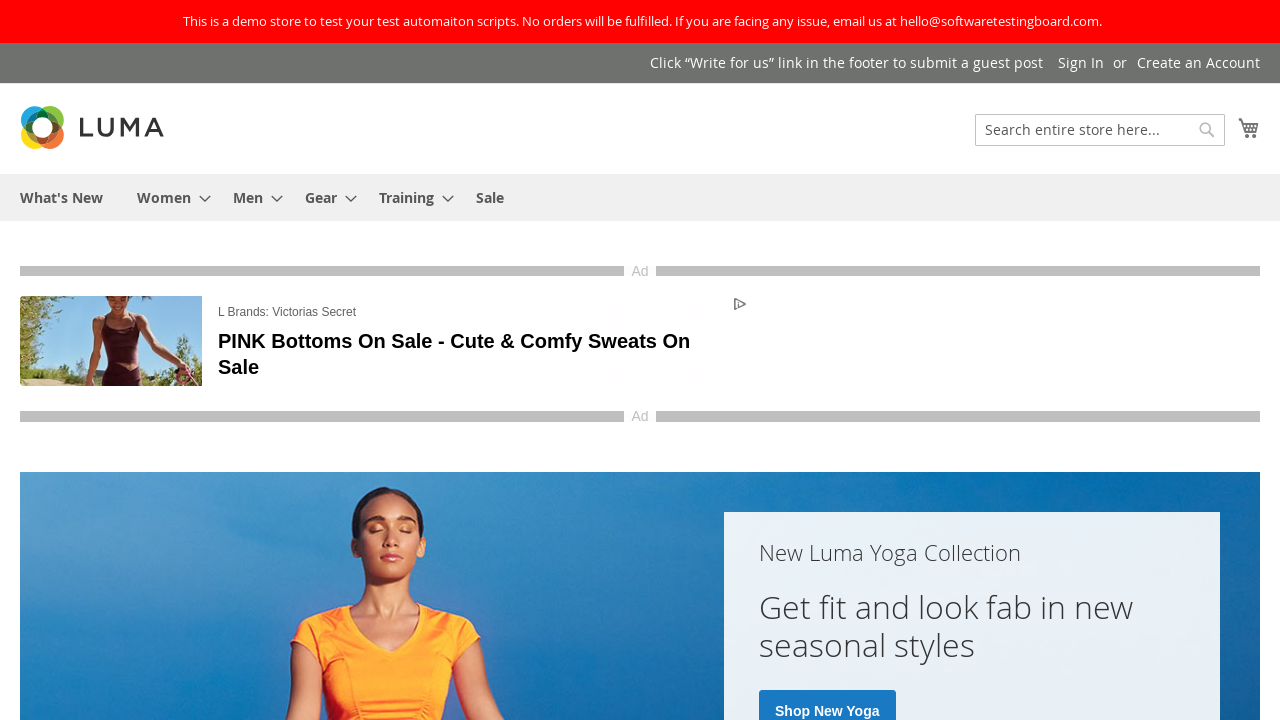 This is a demo store to test your test automaiton scripts. No orders will be fulfilled. If you are facing any issue, email us at hello@softwaretestingboard.com.
Click “Write for us” link in the footer to submit a guest post Sign In or Create an Account
LUMA
Search entire store here...
What's New Women Men Gear Training Sale
Ad
L Brands: Victorias Secret
PINK Bottoms On Sale - Cute & Comfy Sweats On
Sale
Ad
New Luma Yoga Collection
Get fit and look fab in new
seasonal styles
Shop New Yoga